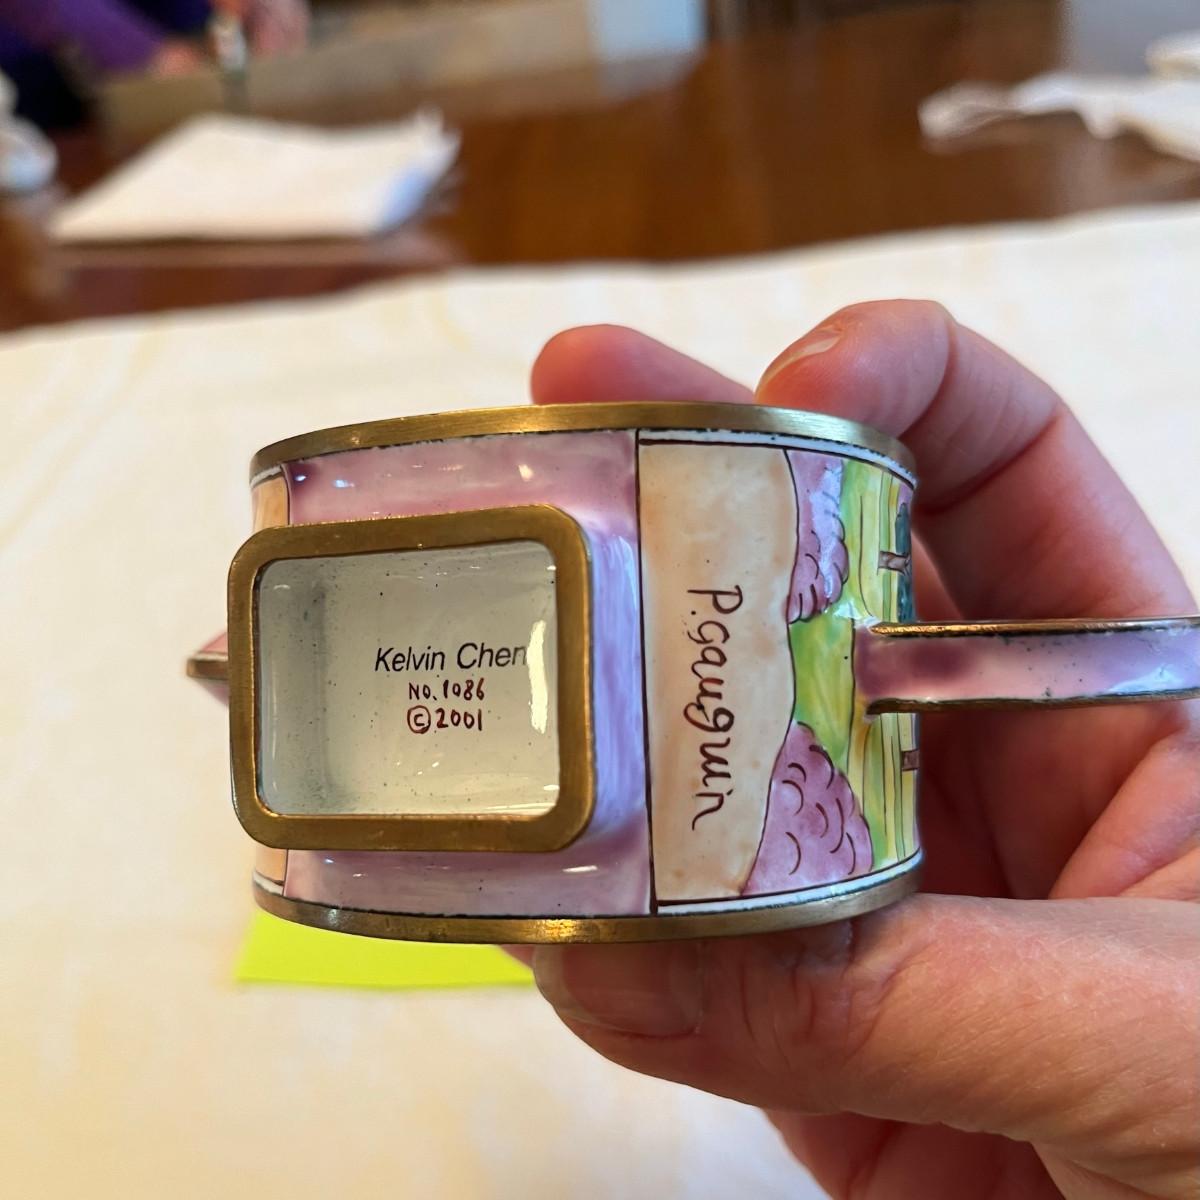 Kelvin Chen
No. 1086
© 2001
P.gauguin